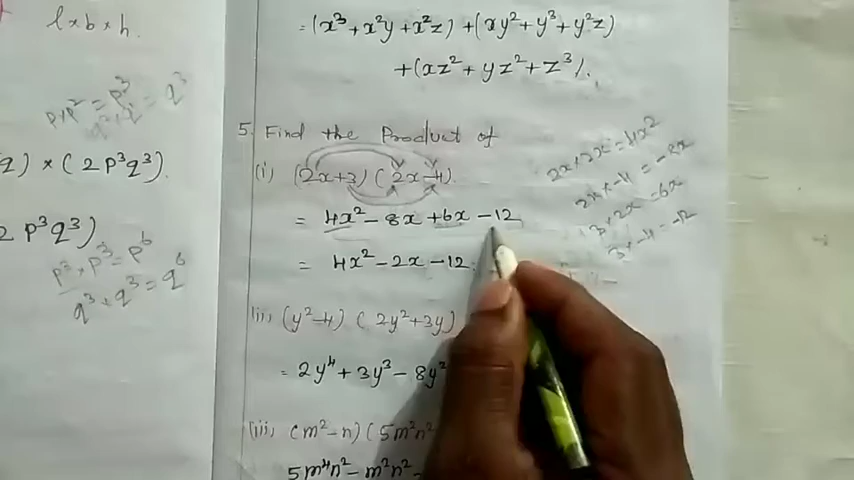 l × b × h.
p×p² = p³
q²+q = q³
q) × (2p³q³).
2p³q³)
p³, p³ = p⁶
q³ + q³ = q⁶
= (x³ + x²y + x²z) + (xy² + y³ + y²z)
+ (xz² + yz² + z³).
5. Find the Product of
(i) (2x+3) (2x-4).
= 4x² - 8x + 6x - 12
= 4x² - 2x - 12.
2x × 2x = 4x²
2x × -4 = -8x
3 × 2x = 6x
3 × -4 = -12
(ii) (y²-4) (2y²+3y)
= 2y⁴ + 3y³ - 8y²
(iii) (m²-n) (5m²n²
5m⁴n² - m²n² -